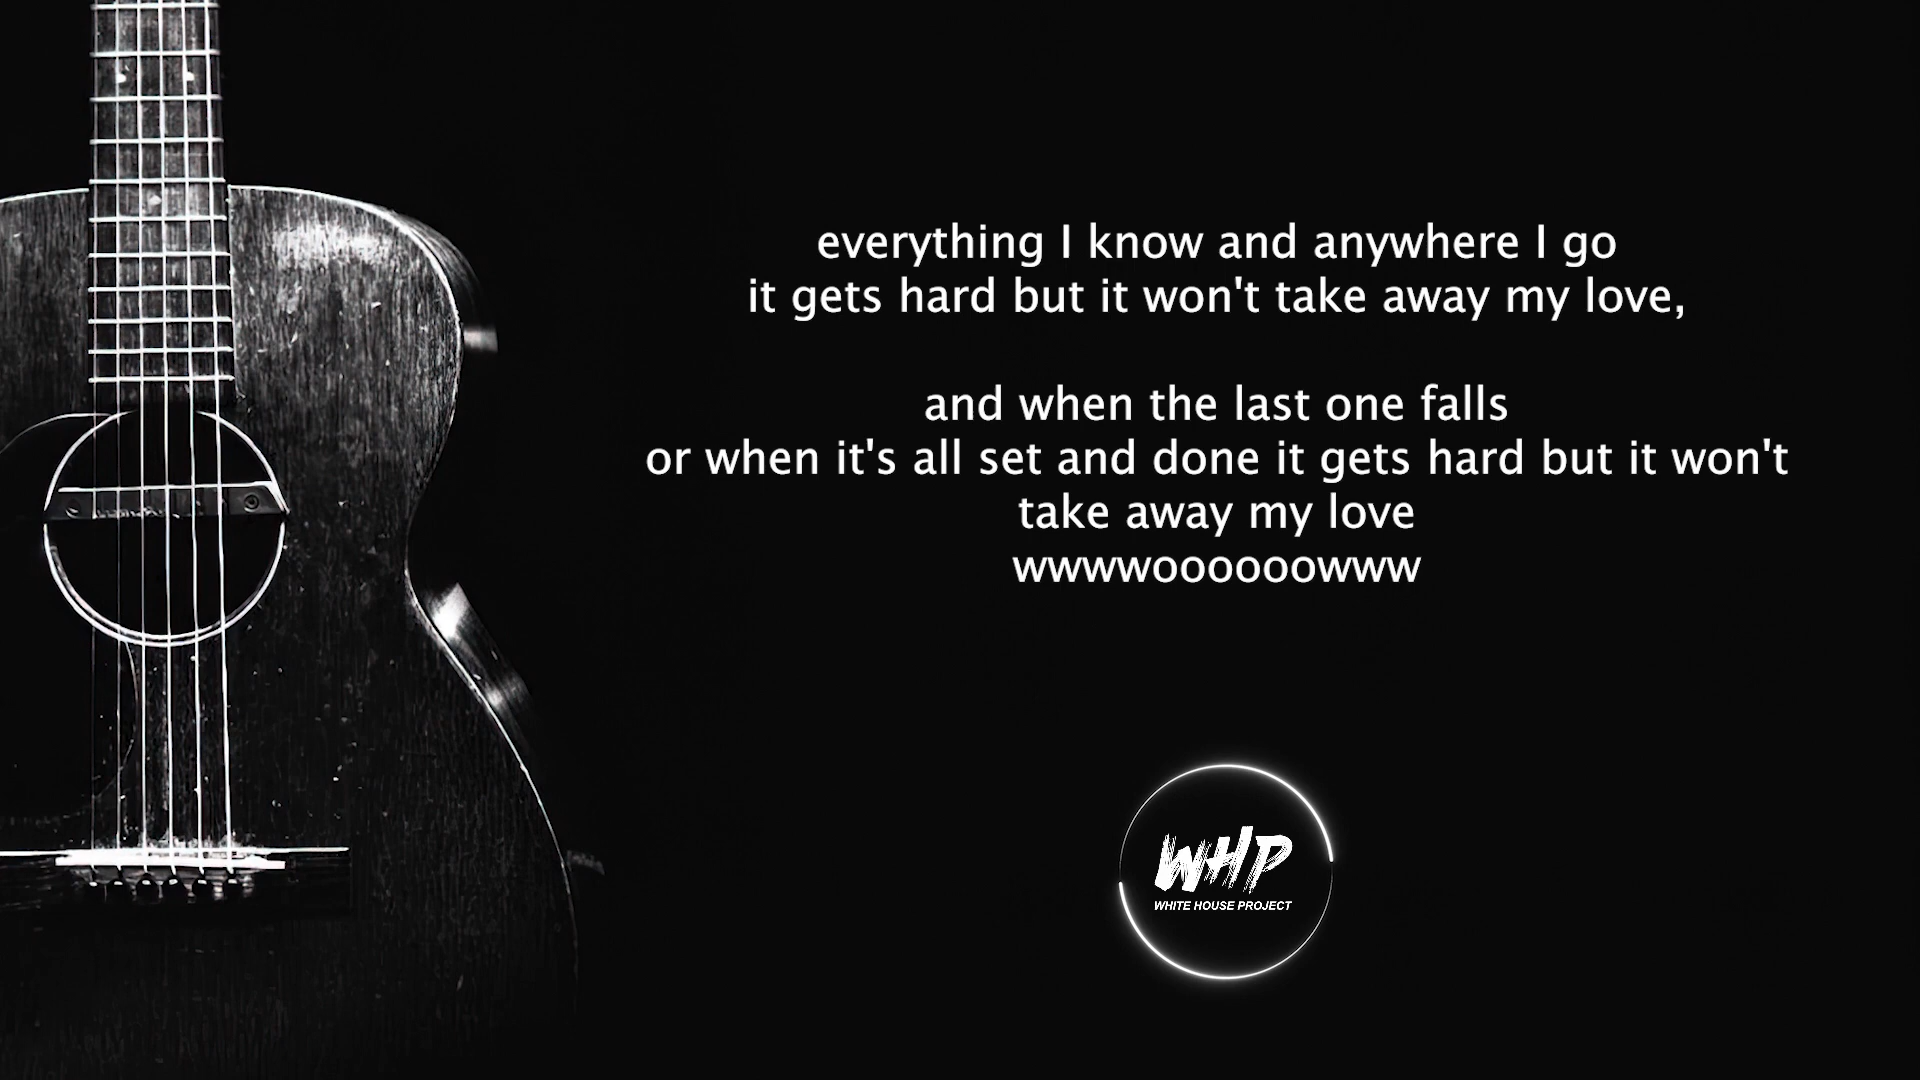 everything I know and anywhere I go
it gets hard but it won't take away my love,
and when the last one falls
or when it's all set and done it gets hard but it won't
take away my love
wwwwoooooowww
WHP
WHITE HOUSE PROJECT